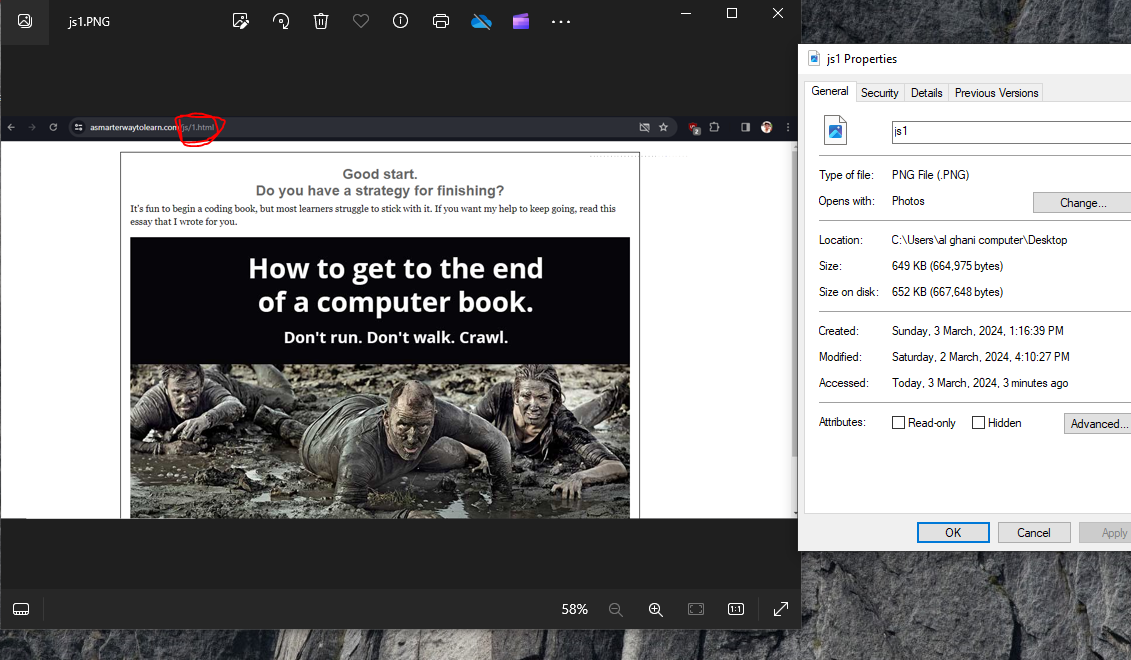 js1.PNG
asmarterwaytolearn.com/js/1.html
2
Good start.
Do you have a strategy for finishing?
It's fun to begin a coding book, but most learners struggle to stick with it. If you want my help to keep going, read this
essay that I wrote for you.
How to get to the end
of a computer book.
Don't run. Don't walk. Crawl.
58%
1:1
js1 Properties
General Security Details Previous Versions
js1
Type of file: PNG File (.PNG)
Opens with: Photos Change...
Location: C:\Users\al ghani computer\Desktop
Size: 649 KB (664,975 bytes)
Size on disk: 652 KB (667,648 bytes)
Created: Sunday, 3 March, 2024, 1:16:39 PM
Modified: Saturday, 2 March, 2024, 4:10:27 PM
Accessed: Today, 3 March, 2024, 3 minutes ago
Attributes: Read-only Hidden Advanced...
OK Cancel Apply